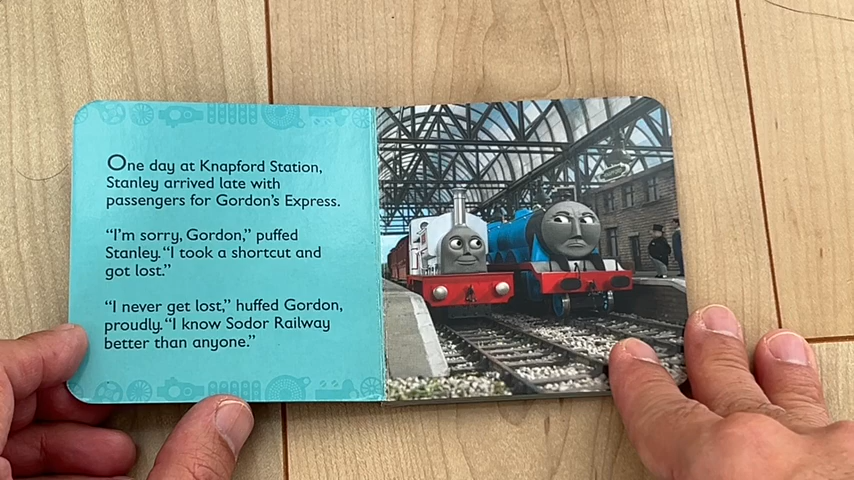 One day at Knapford Station,
Stanley arrived late with
passengers for Gordon's Express.
"I'm sorry, Gordon," puffed
Stanley. "I took a shortcut and
got lost."
"I never get lost," huffed Gordon,
proudly. "I know Sodor Railway
better than anyone."